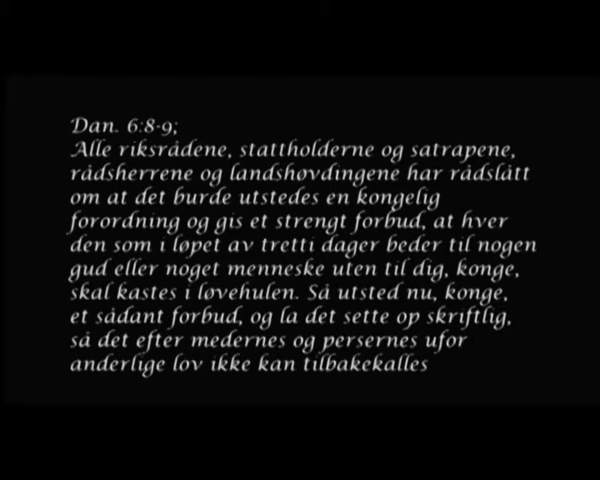 Dan. 6:8-9;
Alle riksrådene, stattholderne og satrapene,
rådsherrene og landshøvdingene har rådslått
om at det burde utstedes en kongelig
forordning og gis et strengt forbud, at hver
den som i løpet av tretti dager beder til nogen
gud eller noget menneske uten til dig, konge,
skal kastes i løvehulen. Så utsted nu, konge,
et sådant forbud, og la det sette op skriftlig,
så det efter medernes og persernes ufor
anderlige lov ikke kan tilbakekalles